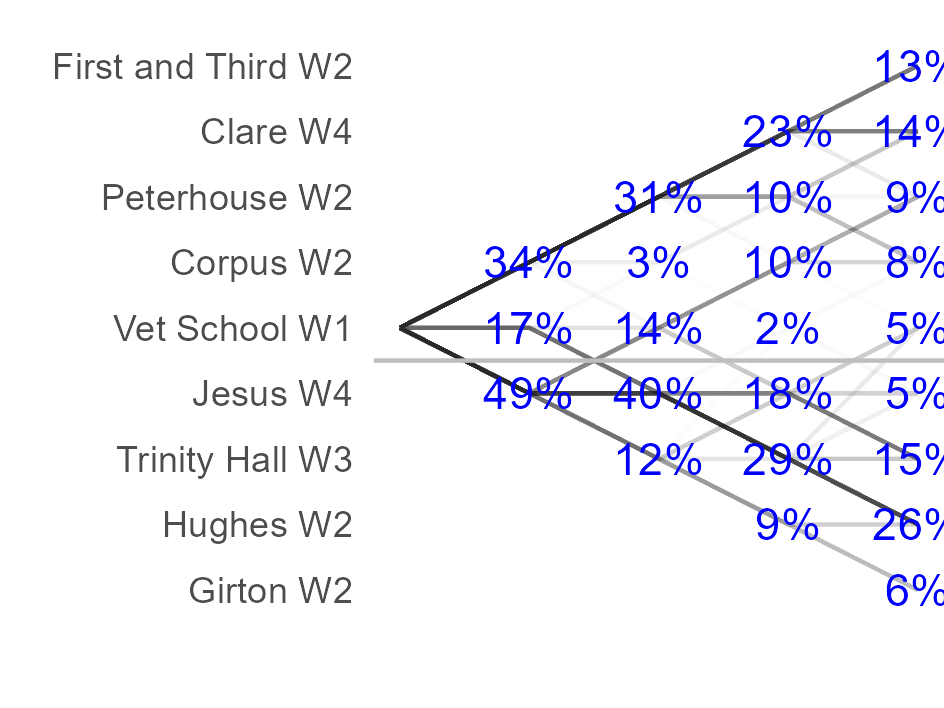 First and Third W2 13%
Clare W4 23% 14%
Peterhouse W2 31% 10% 9%
Corpus W2 34% 3% 10% 8%
Vet School W1 17% 14% 2% 5%
Jesus W4 49% 40% 18% 5%
Trinity Hall W3 12% 29% 15%
Hughes W2 9% 26%
Girton W2 6%